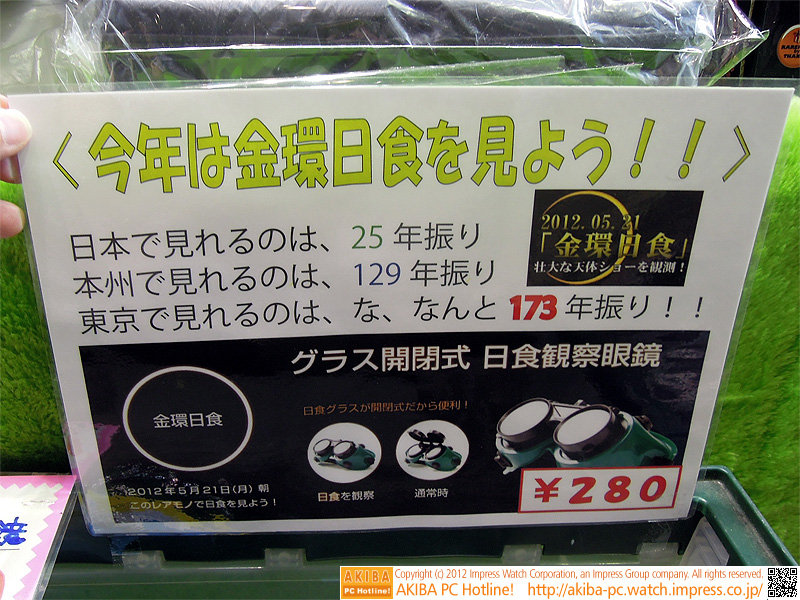 〈今年は金環日食を見よう！！〉
日本で見れるのは、25年振り
本州で見れるのは、129年振り
東京で見れるのは、な、なんと173年振り！！
2012.05.21
「金環日食」
壮大な天体ショーを観測！
グラス開閉式 日食観察眼鏡
金環日食
日食グラスが開閉式だから便利！
日食を観察
通常時
2012年5月21日(月) 朝
このレアモノで日食を見よう！
¥280
AKIBA
PC Hotline!
Copyright (c) 2012 Impress Watch Corporation, an Impress Group company. All rights reserved.
AKIBA PC Hotline! http://akiba-pc.watch.impress.co.jp/